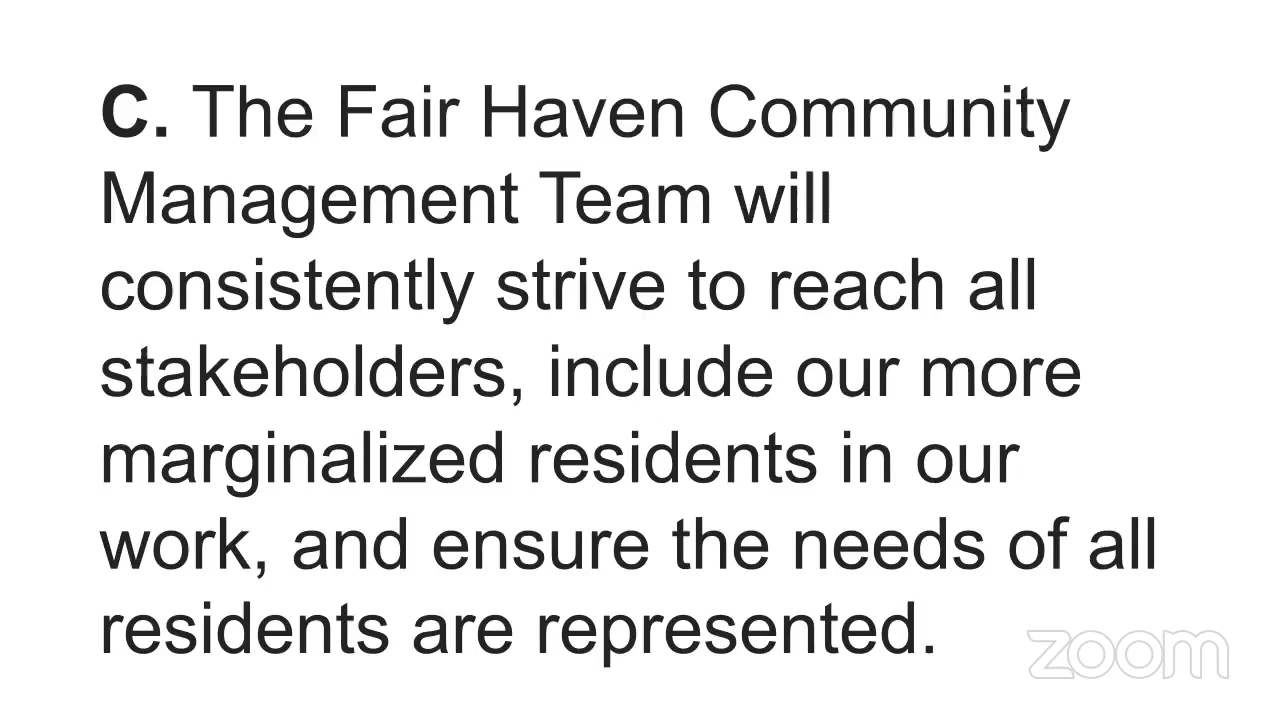 C. The Fair Haven Community
Management Team will
consistently strive to reach all
stakeholders, include our more
marginalized residents in our
work, and ensure the needs of all
residents are represented.
zoom